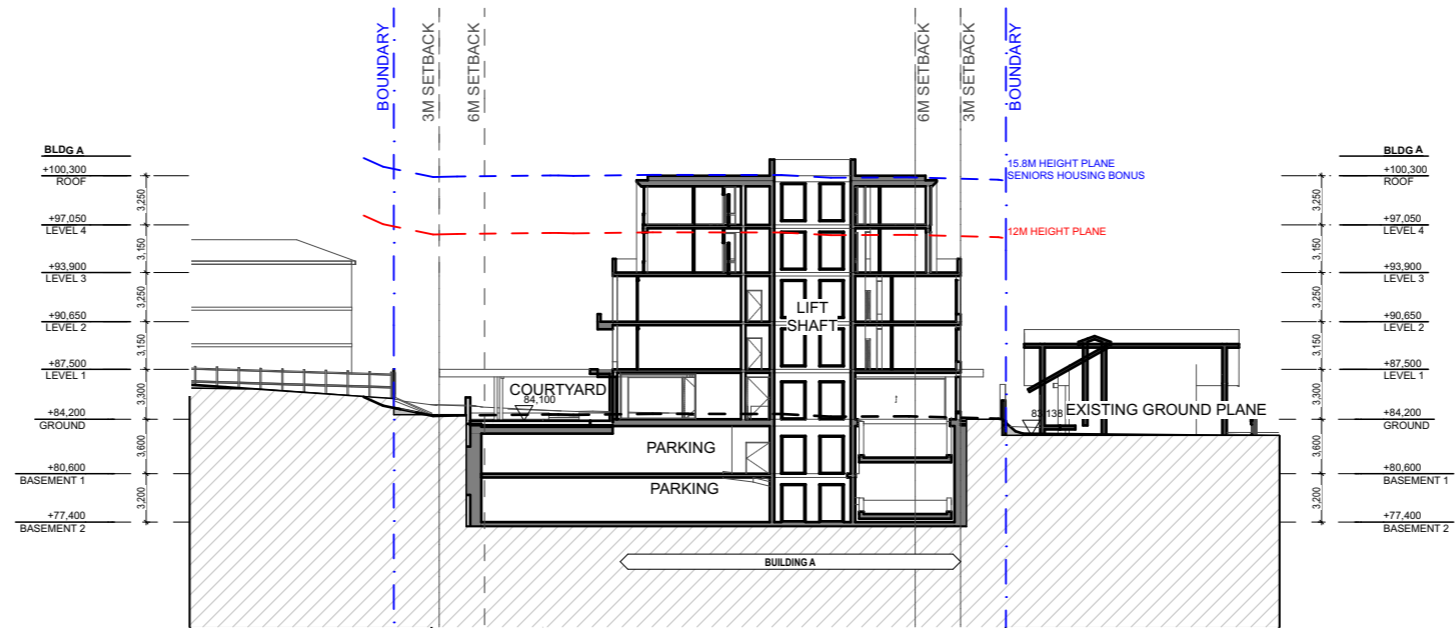 BOUNDARY
3M SETBACK
6M SETBACK
6M SETBACK
3M SETBACK
BOUNDARY
BLDG A
+100,300
ROOF
3,250
+97,050
LEVEL 4
3,150
+93,900
LEVEL 3
3,250
+90,650
LEVEL 2
3,150
+87,500
LEVEL 1
3,300
+84,200
GROUND
3,600
+80,600
BASEMENT 1
3,200
+77,400
BASEMENT 2
15.8M HEIGHT PLANE
SENIORS HOUSING BONUS
12M HEIGHT PLANE
LIFT
SHAFT
COURTYARD
84,100
PARKING
PARKING
BUILDING A
83,138
EXISTING GROUND PLANE
BLDG A
+100,300
ROOF
3,250
+97,050
LEVEL 4
3,150
+93,900
LEVEL 3
3,250
+90,650
LEVEL 2
3,150
+87,500
LEVEL 1
3,300
+84,200
GROUND
3,600
+80,600
BASEMENT 1
3,200
+77,400
BASEMENT 2